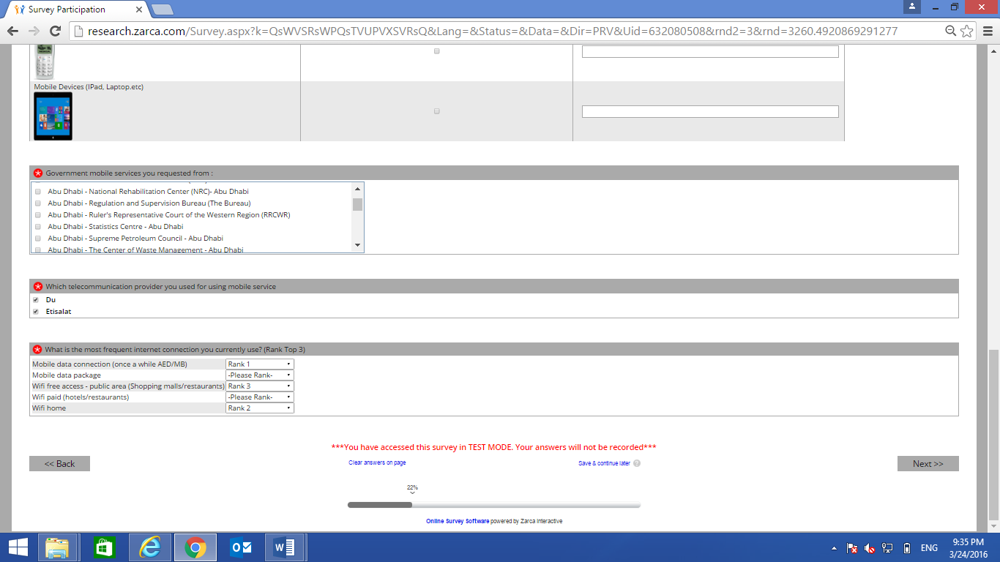 Survey Participation
research.zarca.com/Survey.aspx?k=QsWVSRsWPQsTVUPVXSVRsQ&Lang=&Status=&Data=&Dir=PRV&Uid=632080508&rnd2=3&rnd=3260.4920869291277
Mobile Devices (IPad, Laptop.etc)
Government mobile services you requested from :
Abu Dhabi - National Rehabilitation Center (NRC)- Abu Dhabi
Abu Dhabi - Regulation and Supervision Bureau (The Bureau)
Abu Dhabi - Ruler's Representative Court of the Western Region (RRCWR)
Abu Dhabi - Statistics Centre - Abu Dhabi
Abu Dhabi - Supreme Petroleum Council - Abu Dhabi
Abu Dhabi - The Center of Waste Management - Abu Dhabi
Which telecommunication provider you used for using mobile service
Du
Etisalat
What is the most frequent internet connection you currently use? (Rank Top 3)
Mobile data connection (once a while AED/MB) Rank 1
Mobile data package -Please Rank-
Wifi free access - public area (Shopping malls/restaurants) Rank 3
Wifi paid (hotels/restaurants) -Please Rank-
Wifi home Rank 2
***You have accessed this survey in TEST MODE. Your answers will not be recorded***
<< Back Clear answers on page Save & continue later ? Next >>
22%
Online Survey Software powered by Zarca Interactive
ENG 9:35 PM
3/24/2016